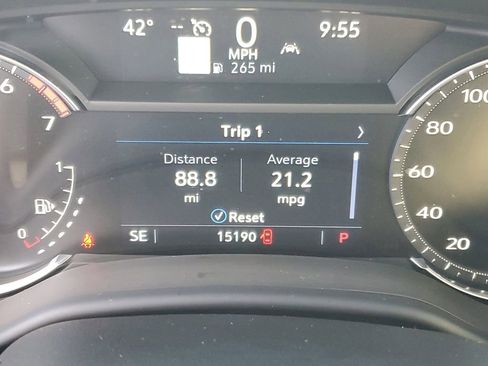 42° -- 0 9:55
MPH
265 mi
6
7
1
0
Trip 1 >
Distance Average
88.8 21.2
mi mpg
Reset
SE 15190 P
100
80
60
40
20